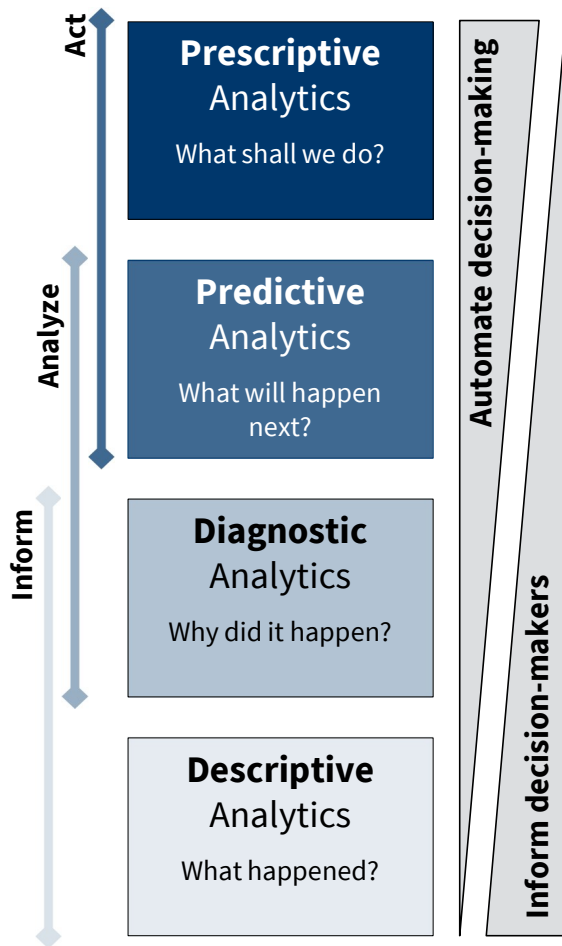 Act
Analyze
Inform
Prescriptive
Analytics
What shall we do?
Predictive
Analytics
What will happen
next?
Diagnostic
Analytics
Why did it happen?
Descriptive
Analytics
What happened?
Automate decision-making
Inform decision-makers